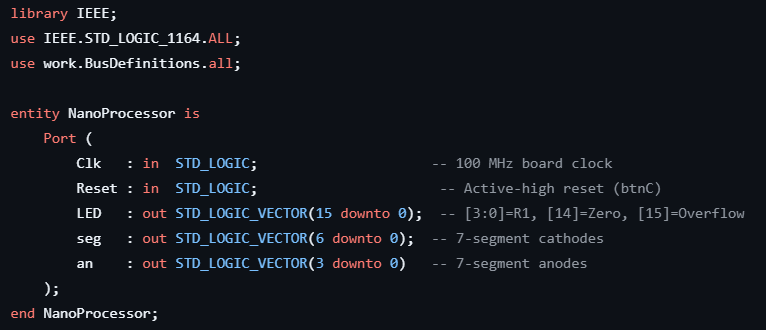 library IEEE;
use IEEE.STD_LOGIC_1164.ALL;
use work.BusDefinitions.all;

entity NanoProcessor is
    Port (
        Clk   : in  STD_LOGIC;                     -- 100 MHz board clock
        Reset : in  STD_LOGIC;                      -- Active-high reset (btnC)
        LED   : out STD_LOGIC_VECTOR(15 downto 0);  -- [3:0]=R1, [14]=Zero, [15]=Overflow
        seg   : out STD_LOGIC_VECTOR(6 downto 0);  -- 7-segment cathodes
        an    : out STD_LOGIC_VECTOR(3 downto 0)   -- 7-segment anodes
    );
end NanoProcessor;